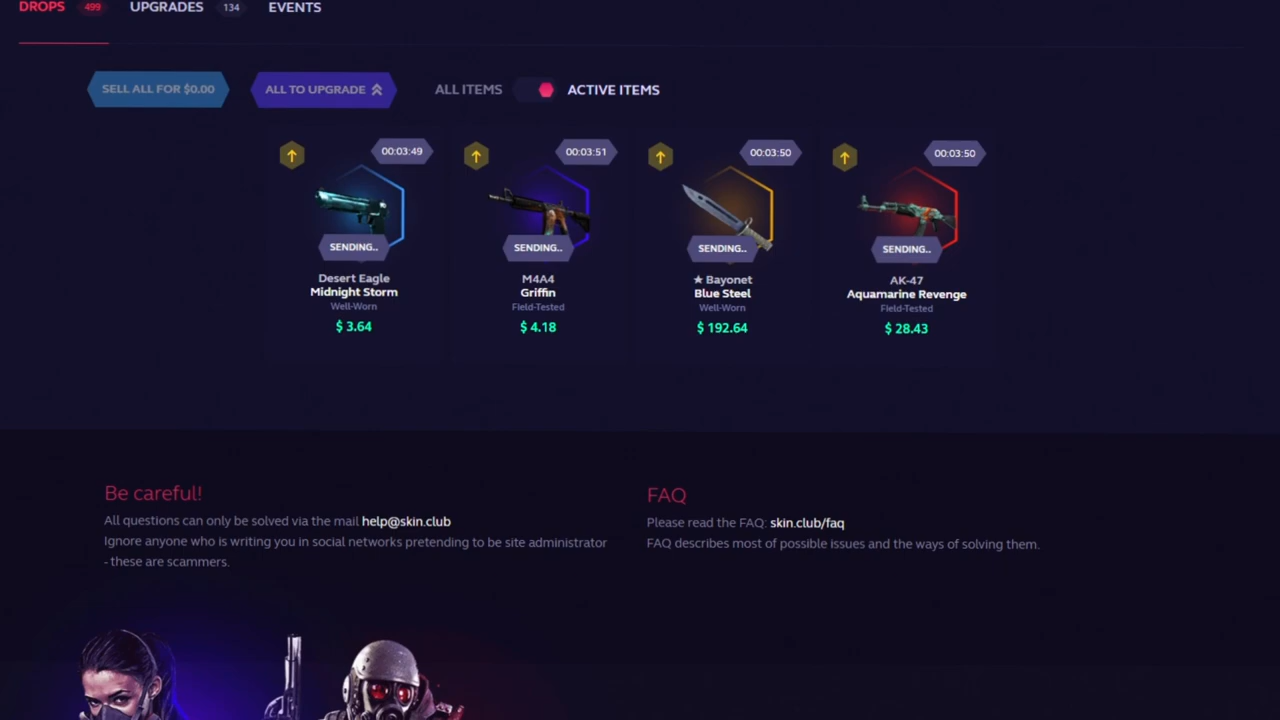 DROPS 499 UPGRADES 134 EVENTS
SELL ALL FOR $0.00 ALL TO UPGRADE ALL ITEMS ACTIVE ITEMS
00:03:49 00:03:51 00:03:50 00:03:50
SENDING.. SENDING.. SENDING.. SENDING..
Desert Eagle M4A4 ★ Bayonet AK-47
Midnight Storm Griffin Blue Steel Aquamarine Revenge
Well-Worn Field-Tested Well-Worn Field-Tested
$ 3.64 $ 4.18 $ 192.64 $ 28.43
Be careful!
All questions can only be solved via the mail help@skin.club
Ignore anyone who is writing you in social networks pretending to be site administrator
- these are scammers.
FAQ
Please read the FAQ: skin.club/faq
FAQ describes most of possible issues and the ways of solving them.